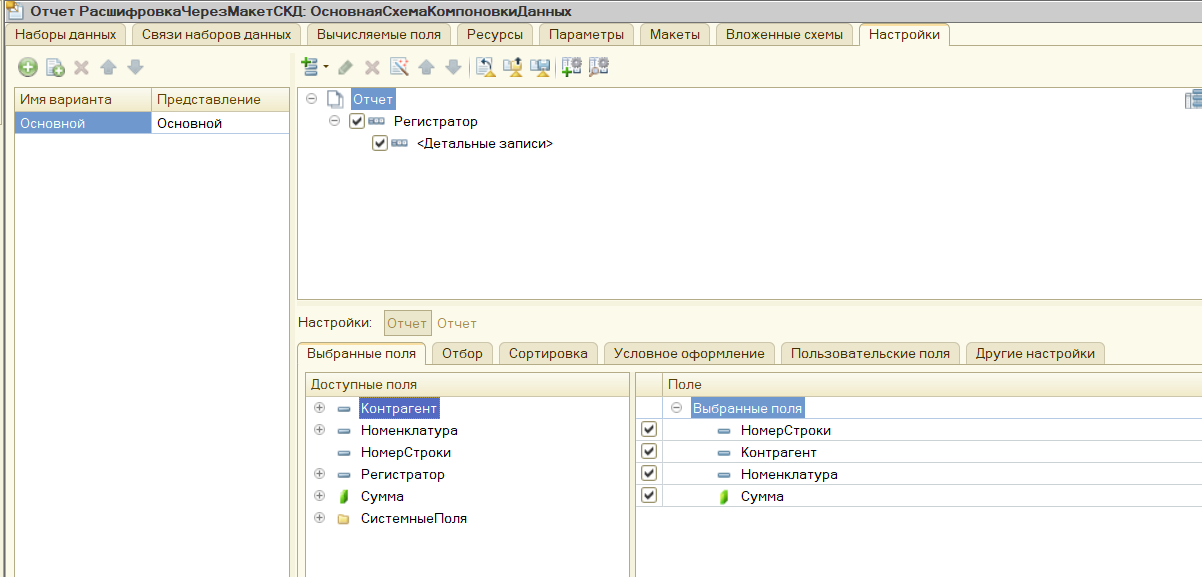 Отчет РасшифровкаЧерезМакетСКД: ОсновнаяСхемаКомпоновкиДанных
Наборы данных Связи наборов данных Вычисляемые поля Ресурсы Параметры Макеты Вложенные схемы Настройки
Имя варианта Представление
Основной Основной
Отчет
Регистратор
<Детальные записи>
Настройки: Отчет Отчет
Выбранные поля Отбор Сортировка Условное оформление Пользовательские поля Другие настройки
Доступные поля
Контрагент
Номенклатура
НомерСтроки
Регистратор
Сумма
СистемныеПоля
Поле
Выбранные поля
НомерСтроки
Контрагент
Номенклатура
Сумма